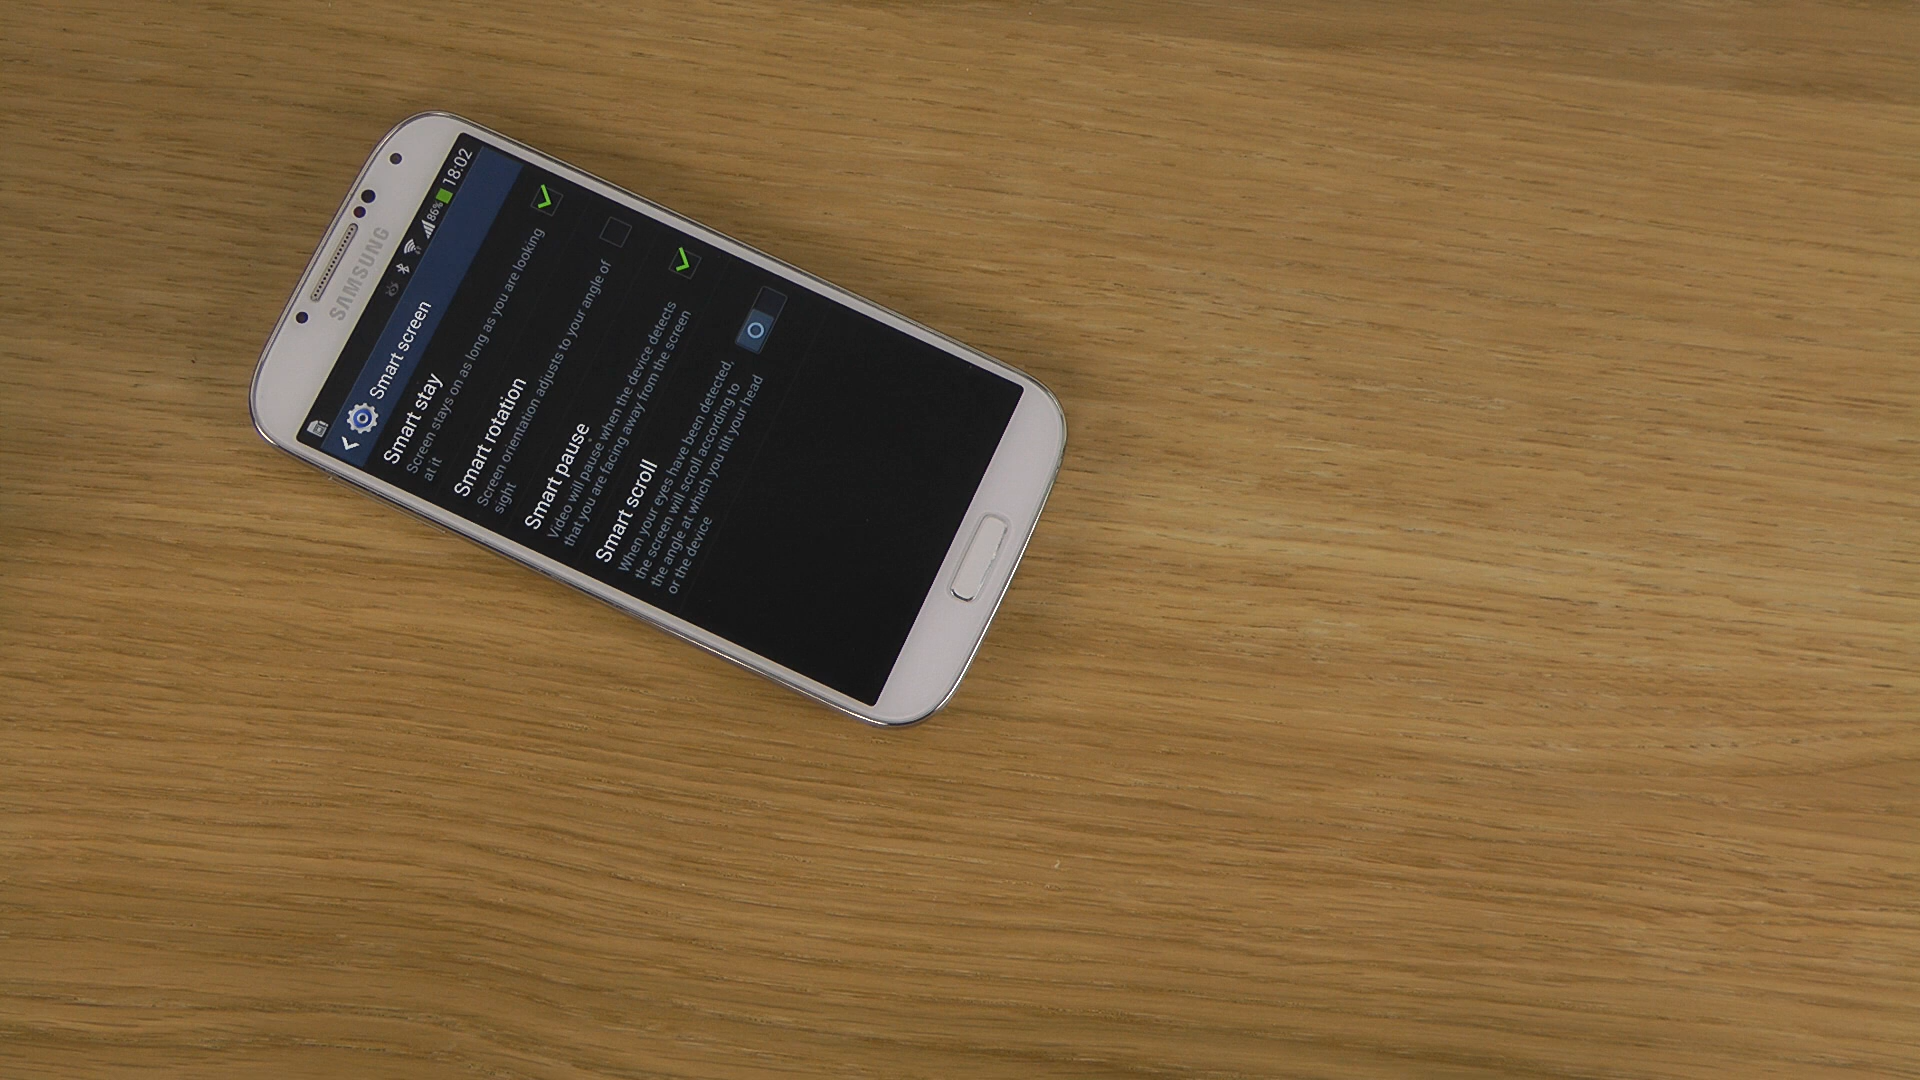 SAMSUNG
86% 18:02
Smart screen
Smart stay
Screen stays on as long as you are looking
at it
Smart rotation
Screen orientation adjusts to your angle of
sight
Smart pause
Video will pause when the device detects
that you are facing away from the screen
Smart scroll
When your eyes have been detected,
the screen will scroll according to
the angle at which you tilt your head
or the device